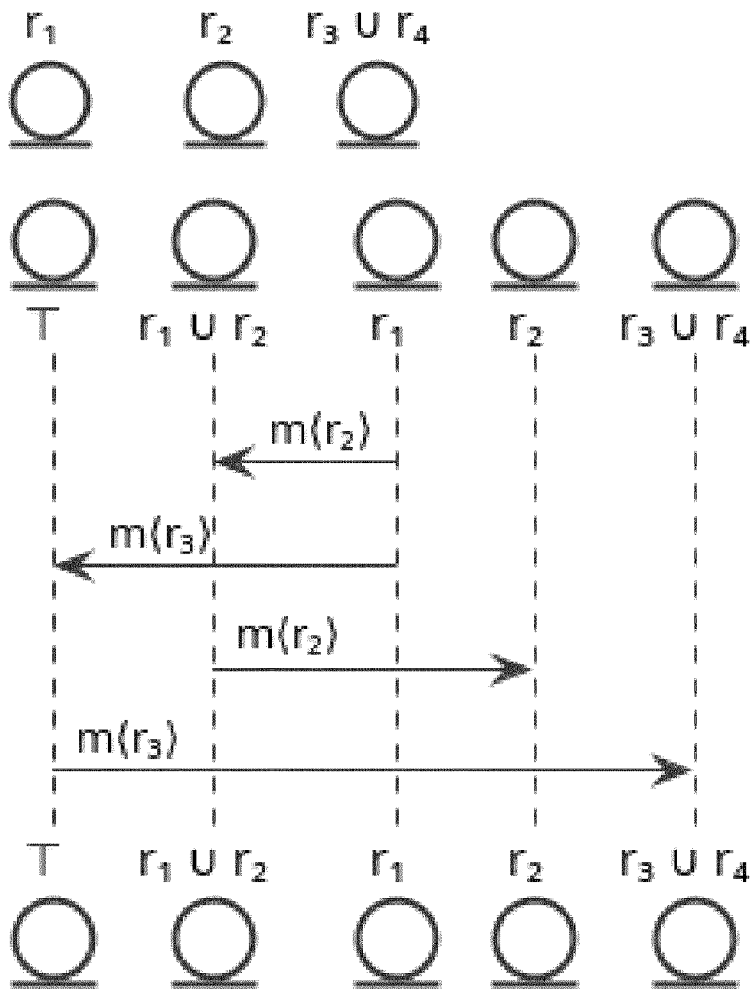 r₁ r₂ r₃ ∪ r₄
⊤ r₁ ∪ r₂ r₁ r₂ r₃ ∪ r₄
m(r₂)
m(r₃)
m(r₂)
m(r₃)
⊤ r₁ ∪ r₂ r₁ r₂ r₃ ∪ r₄